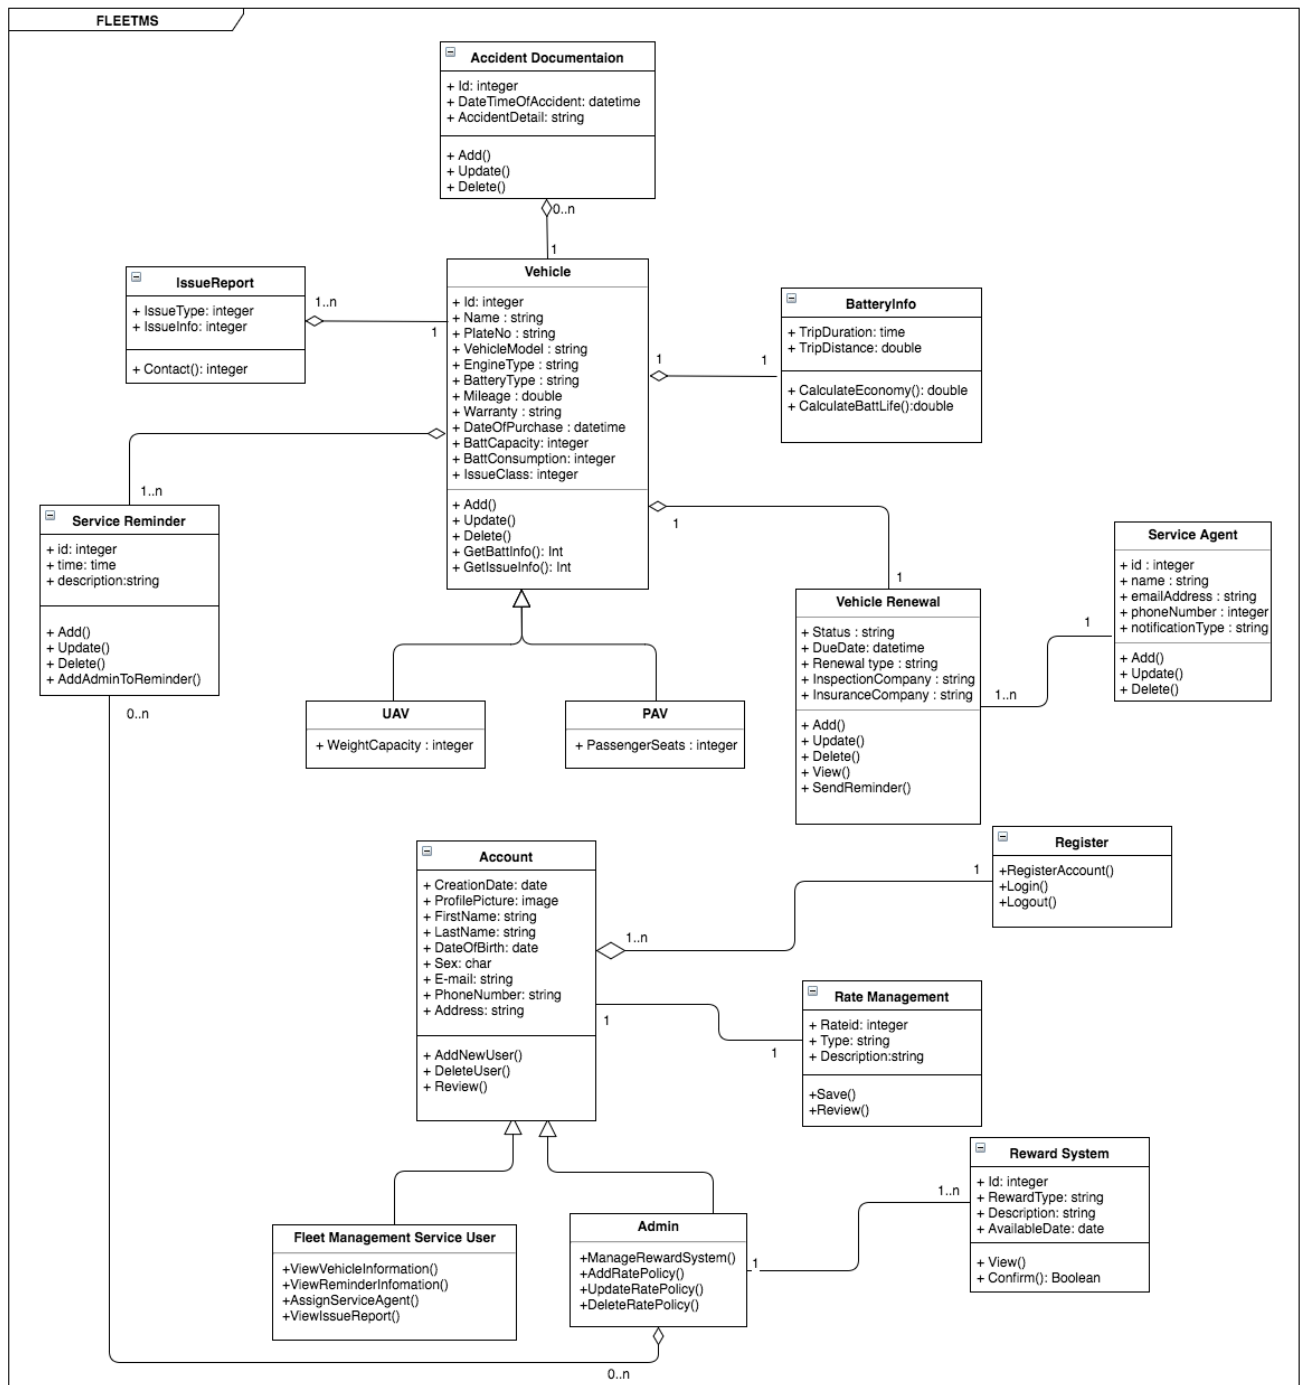 FLEETMS
Accident Documentaion
+ Id: integer
+ DateTimeOfAccident: datetime
+ AccidentDetail: string
+ Add()
+ Update()
+ Delete()
0..n
1
Vehicle
+ Id: integer
+ Name : string
+ PlateNo : string
+ VehicleModel : string
+ EngineType : string
+ BatteryType : string
+ Mileage : double
+ Warranty : string
+ DateOfPurchase : datetime
+ BattCapacity: integer
+ BattConsumption: integer
+ IssueClass: integer
+ Add()
+ Update()
+ Delete()
+ GetBattInfo(): Int
+ GetIssueInfo(): Int
IssueReport
+ IssueType: integer
+ IssueInfo: integer
+ Contact(): integer
1..n
1
BatteryInfo
+ TripDuration: time
+ TripDistance: double
+ CalculateEconomy(): double
+ CalculateBattLife():double
1
1
1..n
Service Reminder
+ id: integer
+ time: time
+ description:string
+ Add()
+ Update()
+ Delete()
+ AddAdminToReminder()
0..n
1
1
Vehicle Renewal
+ Status : string
+ DueDate: datetime
+ Renewal type : string
+ InspectionCompany : string
+ InsuranceCompany : string
+ Add()
+ Update()
+ Delete()
+ View()
+ SendReminder()
1..n
1
Service Agent
+ id : integer
+ name : string
+ emailAddress : string
+ phoneNumber : integer
+ notificationType : string
+ Add()
+ Update()
+ Delete()
UAV
+ WeightCapacity : integer
PAV
+ PassengerSeats : integer
Account
+ CreationDate: date
+ ProfilePicture: image
+ FirstName: string
+ LastName: string
+ DateOfBirth: date
+ Sex: char
+ E-mail: string
+ PhoneNumber: string
+ Address: string
+ AddNewUser()
+ DeleteUser()
+ Review()
1..n
1
Register
+RegisterAccount()
+Login()
+Logout()
1
1
Rate Management
+ Rateid: integer
+ Type: string
+ Description:string
+Save()
+Review()
Fleet Management Service User
+ViewVehicleInformation()
+ViewReminderInfomation()
+AssignServiceAgent()
+ViewIssueReport()
Admin
+ManageRewardSystem()
+AddRatePolicy()
+UpdateRatePolicy()
+DeleteRatePolicy()
1
1..n
Reward System
+ Id: integer
+ RewardType: string
+ Description: string
+ AvailableDate: date
+ View()
+ Confirm(): Boolean
0..n